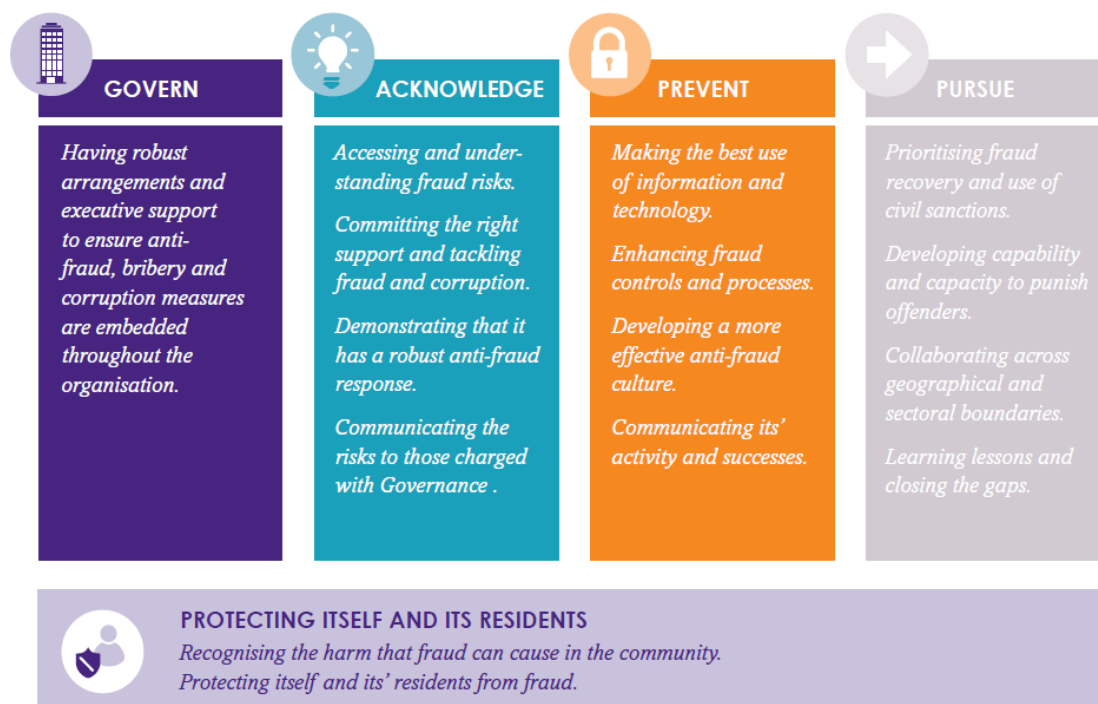 GOVERN
Having robust
arrangements and
executive support
to ensure anti-
fraud, bribery and
corruption measures
are embedded
throughout the
organisation.
ACKNOWLEDGE
Accessing and under-
standing fraud risks.
Committing the right
support and tackling
fraud and corruption.
Demonstrating that it
has a robust anti-fraud
response.
Communicating the
risks to those charged
with Governance .
PREVENT
Making the best use
of information and
technology.
Enhancing fraud
controls and processes.
Developing a more
effective anti-fraud
culture.
Communicating its’
activity and successes.
PURSUE
Prioritising fraud
recovery and use of
civil sanctions.
Developing capability
and capacity to punish
offenders.
Collaborating across
geographical and
sectoral boundaries.
Learning lessons and
closing the gaps.
PROTECTING ITSELF AND ITS RESIDENTS
Recognising the harm that fraud can cause in the community.
Protecting itself and its’ residents from fraud.